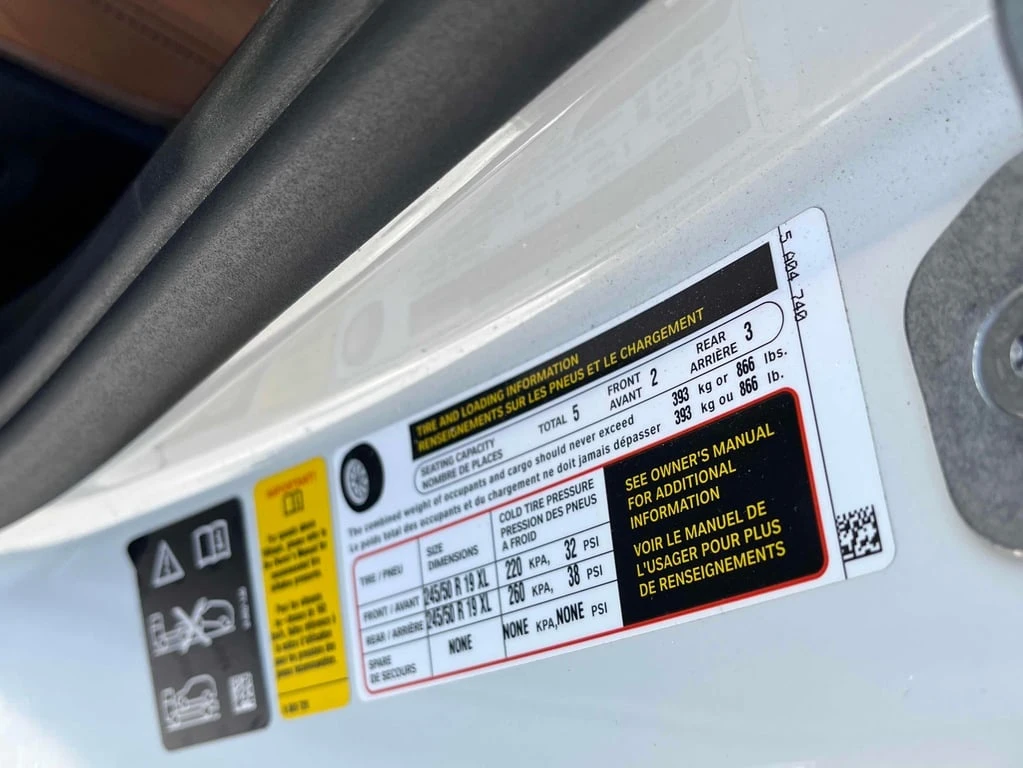 5 A04 740
TIRE AND LOADING INFORMATION
RENSEIGNEMENTS SUR LES PNEUS ET LE CHARGEMENT
SEATING CAPACITY
NOMBRE DE PLACES
TOTAL 5
FRONT
AVANT
2
REAR
ARRIÈRE
3
The combined weight of occupants and cargo should never exceed 393 kg or 866 lbs.
Le poids total des occupants et du chargement ne doit jamais dépasser 393 kg ou 866 lb.
TIRE / PNEU
SIZE
DIMENSIONS
COLD TIRE PRESSURE
PRESSION DES PNEUS
A FROID
FRONT / AVANT 245/50 R 19 XL 220 KPA, 32 PSI
REAR / ARRIÈRE 245/50 R 19 XL 260 KPA, 38 PSI
SPARE
DE SECOURS
NONE
NONE KPA,NONE PSI
SEE OWNER'S MANUAL
FOR ADDITIONAL
INFORMATION
VOIR LE MANUEL DE
L'USAGER POUR PLUS
DE RENSEIGNEMENTS
IMPORTANT!